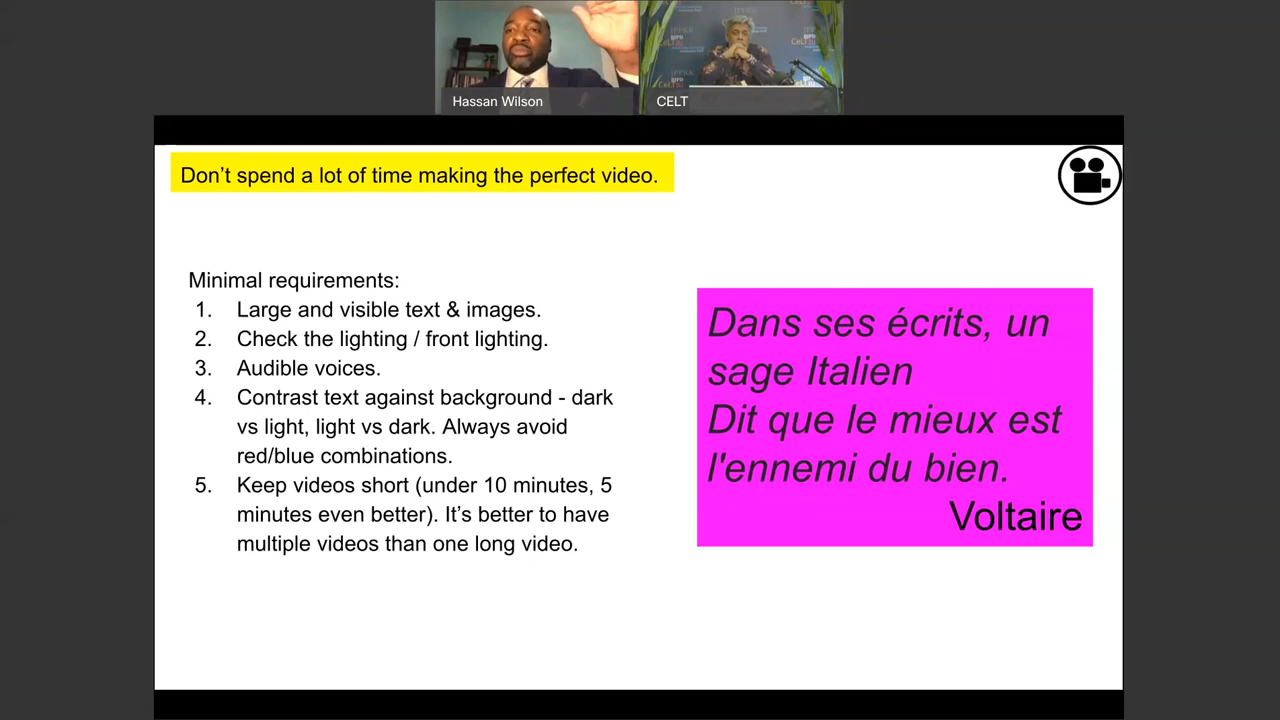 Hassan Wilson
CELT
Don't spend a lot of time making the perfect video.
Minimal requirements:
1. Large and visible text & images.
2. Check the lighting / front lighting.
3. Audible voices.
4. Contrast text against background - dark
vs light, light vs dark. Always avoid
red/blue combinations.
5. Keep videos short (under 10 minutes, 5
minutes even better). It's better to have
multiple videos than one long video.
Dans ses écrits, un
sage Italien
Dit que le mieux est
l'ennemi du bien.
Voltaire